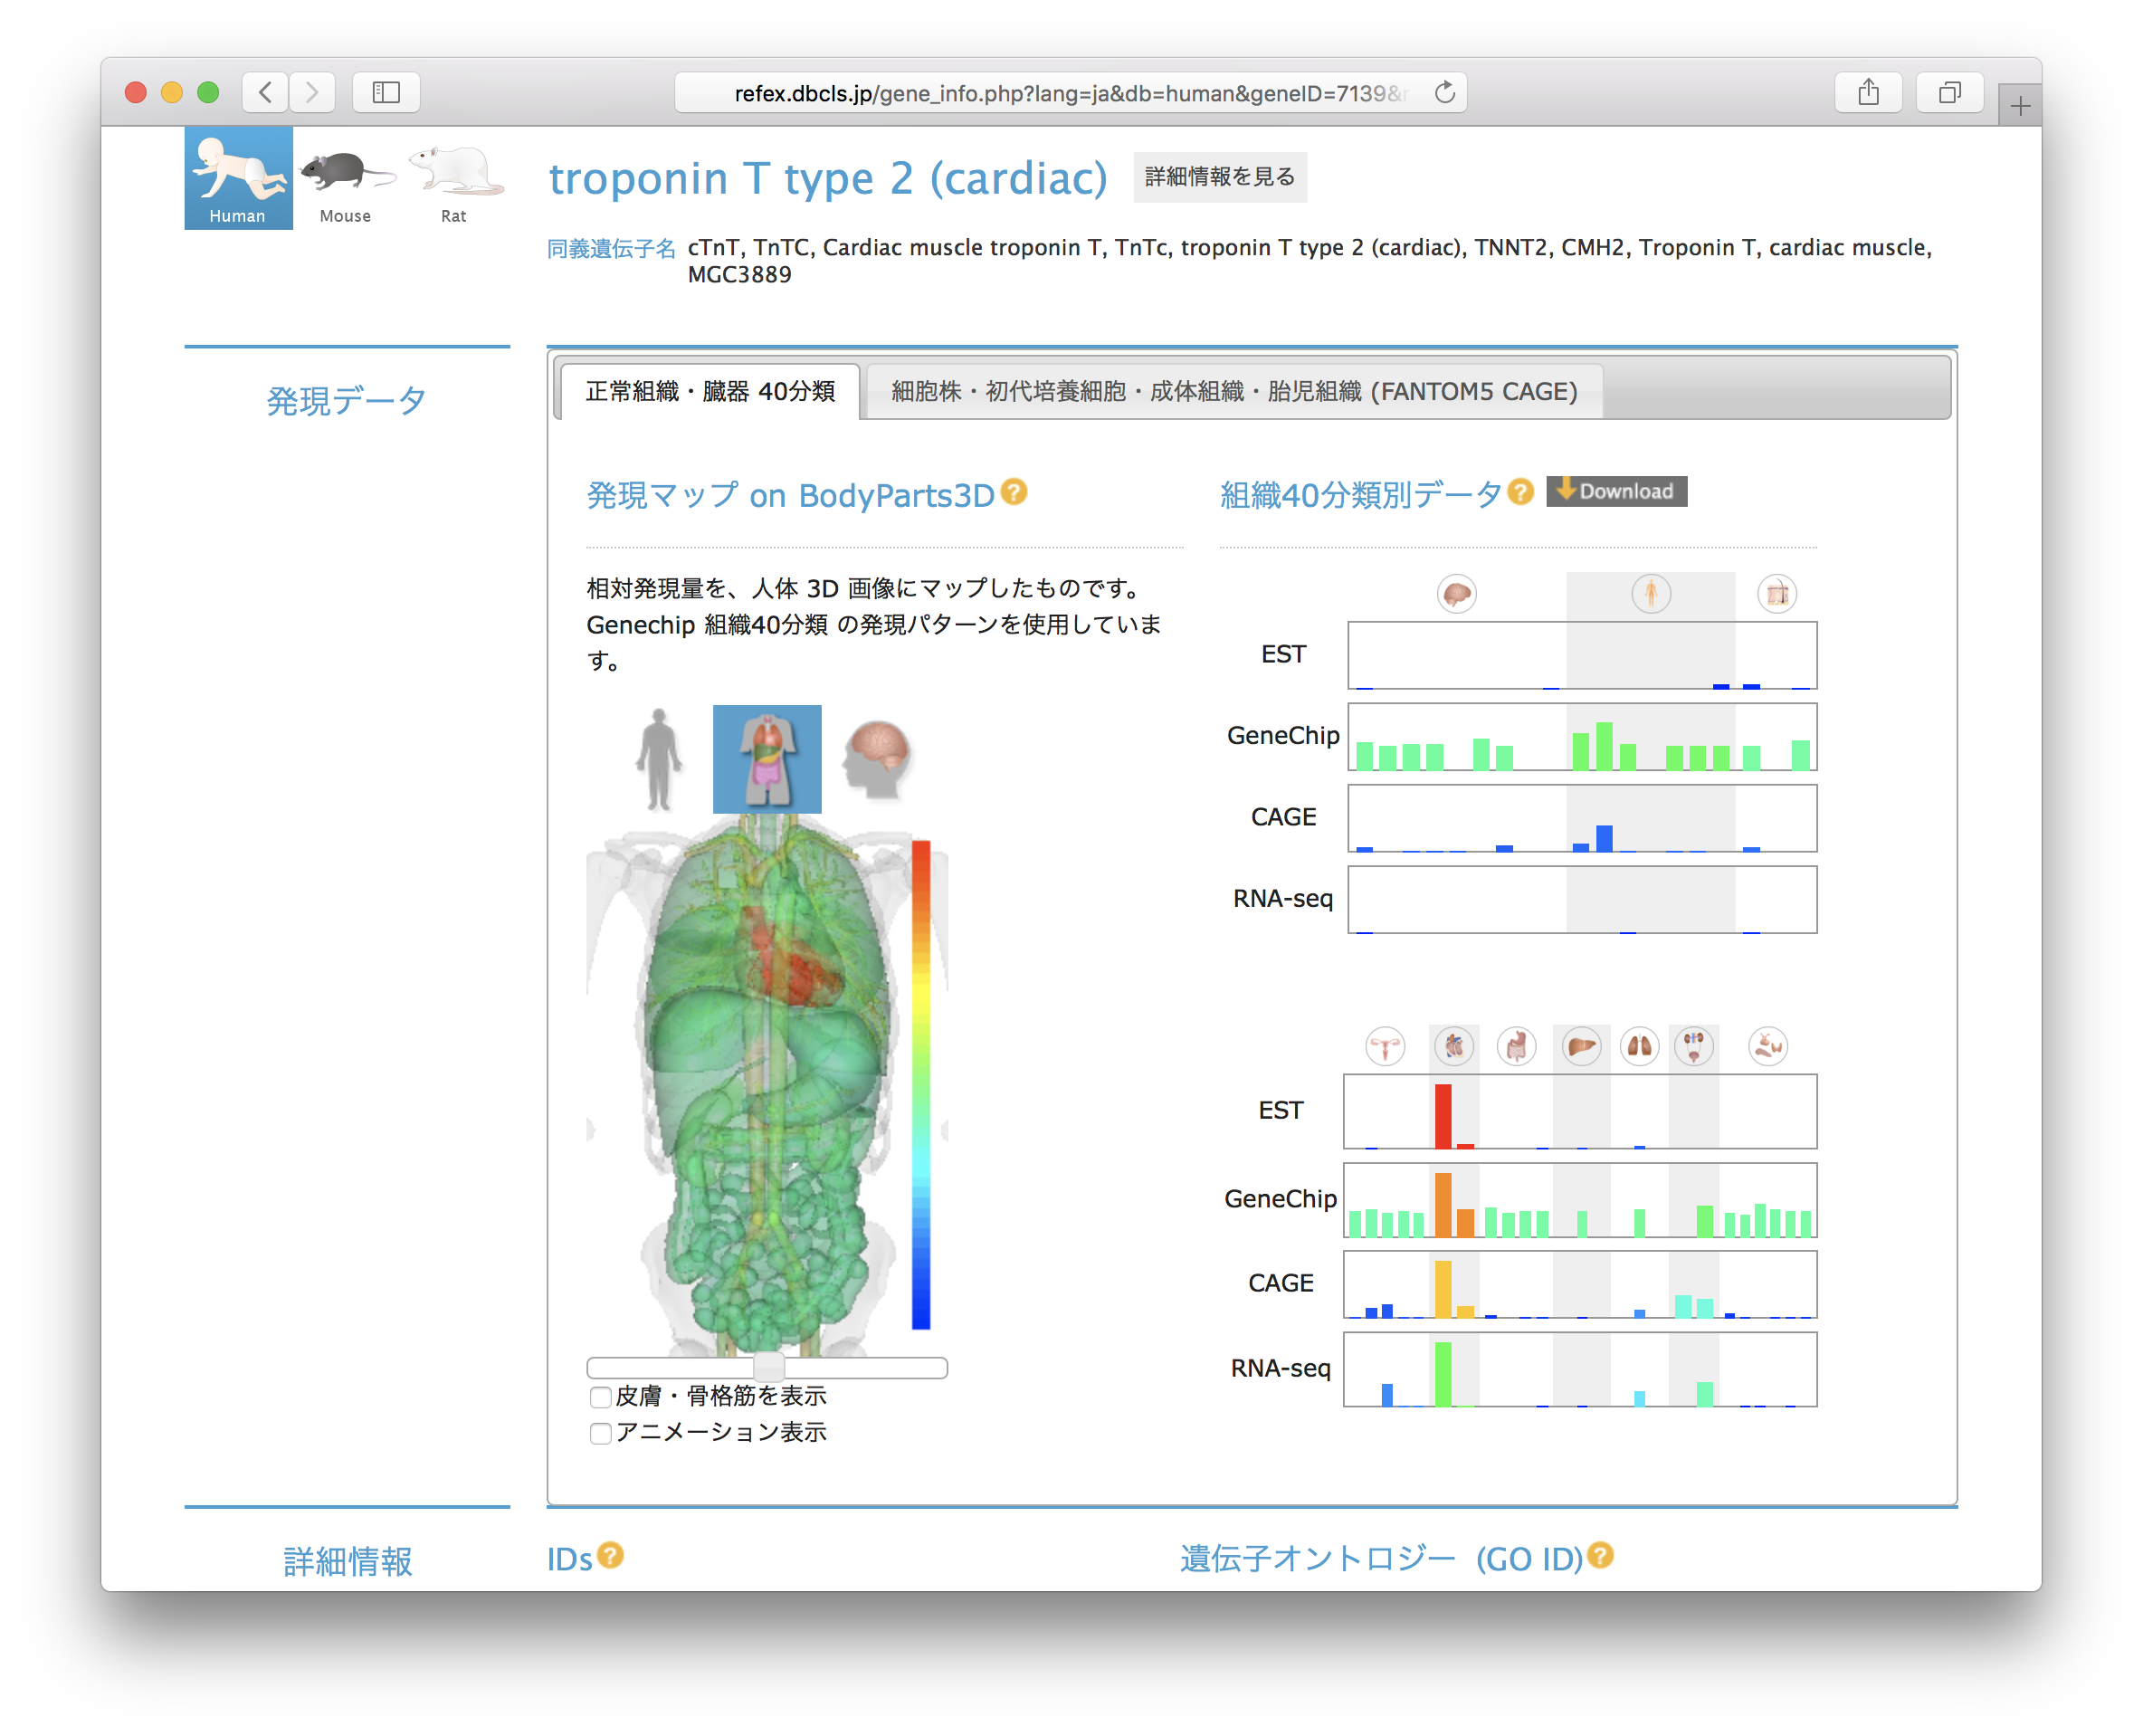 refex.dbcls.jp/gene_info.php?lang=ja&db=human&geneID=7139&
Human
Mouse
Rat
troponin T type 2 (cardiac)
詳細情報を見る
同義遺伝子名
cTnT, TnTC, Cardiac muscle troponin T, TnTc, troponin T type 2 (cardiac), TNNT2, CMH2, Troponin T, cardiac muscle,
MGC3889
発現データ
正常組織・臓器 40分類
細胞株・初代培養細胞・成体組織・胎児組織 (FANTOM5 CAGE)
発現マップ on BodyParts3D
?
相対発現量を、人体 3D 画像にマップしたものです。
Genechip 組織40分類 の発現パターンを使用していま
す。
皮膚・骨格筋を表示
アニメーション表示
組織40分類別データ
?
Download
EST
GeneChip
CAGE
RNA-seq
EST
GeneChip
CAGE
RNA-seq
詳細情報
IDs
?
遺伝子オントロジー (GO ID)
?